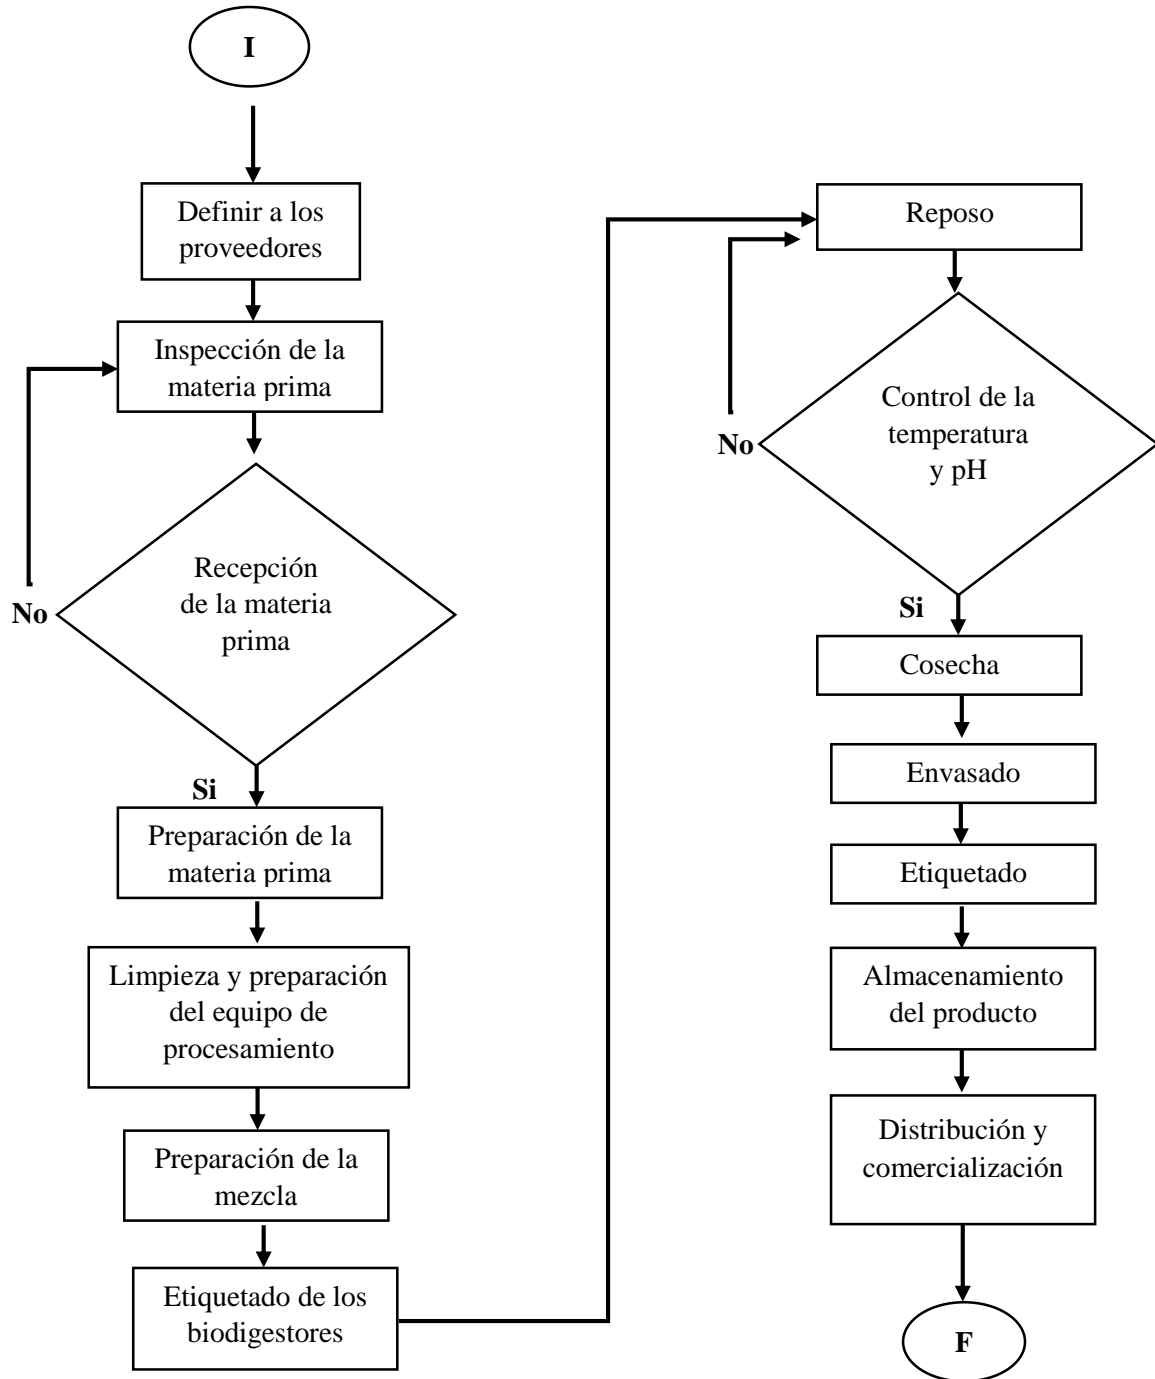 I
Definir a los
proveedores
Inspección de la
materia prima
Recepción
de la materia
prima
No
Si
Preparación de la
materia prima
Limpieza y preparación
del equipo de
procesamiento
Preparación de la
mezcla
Etiquetado de los
biodigestores
Reposo
Control de la
temperatura
y pH
No
Si
Cosecha
Envasado
Etiquetado
Almacenamiento
del producto
Distribución y
comercialización
F